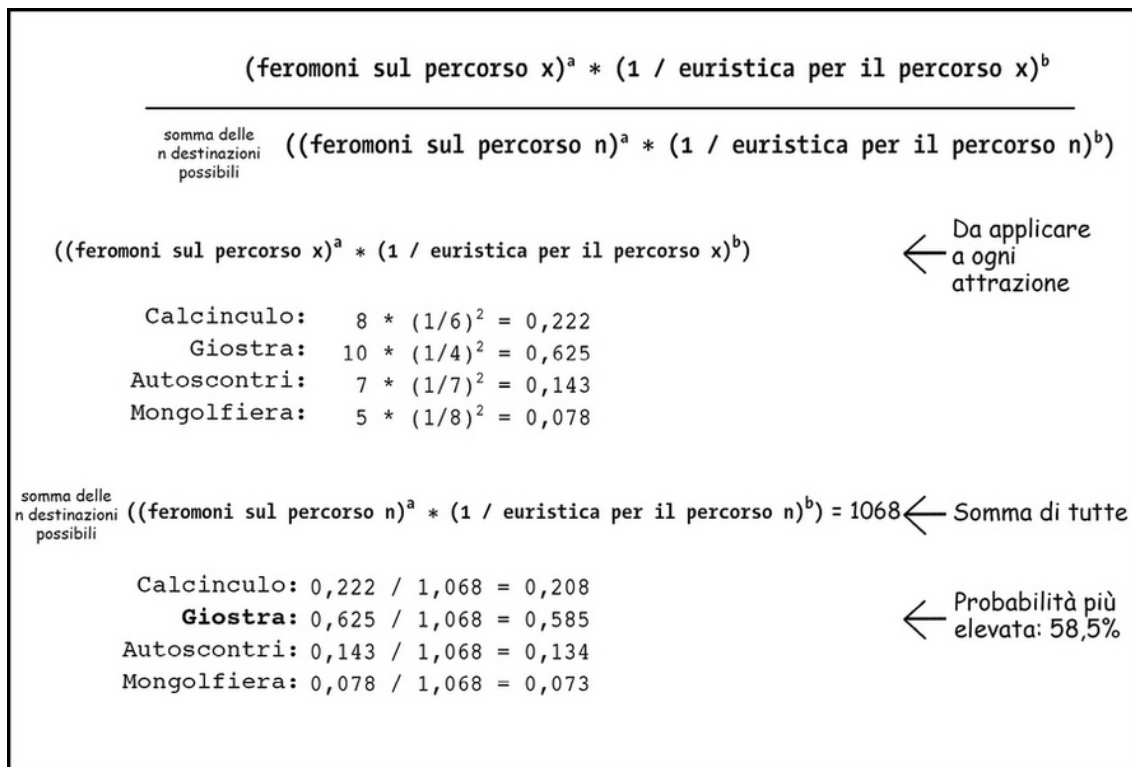 (feromoni sul percorso x)ᵃ * (1 / euristica per il percorso x)ᵇ
somma delle
n destinazioni
possibili
((feromoni sul percorso n)ᵃ * (1 / euristica per il percorso n)ᵇ)
((feromoni sul percorso x)ᵃ * (1 / euristica per il percorso x)ᵇ)
Da applicare
a ogni
attrazione
Calcinculo: 8 * (1/6)² = 0,222
Giostra: 10 * (1/4)² = 0,625
Autoscontri: 7 * (1/7)² = 0,143
Mongolfiera: 5 * (1/8)² = 0,078
somma delle
n destinazioni
possibili
((feromoni sul percorso n)ᵃ * (1 / euristica per il percorso n)ᵇ) = 1068
Somma di tutte
Calcinculo: 0,222 / 1,068 = 0,208
Giostra: 0,625 / 1,068 = 0,585
Autoscontri: 0,143 / 1,068 = 0,134
Mongolfiera: 0,078 / 1,068 = 0,073
Probabilità più
elevata: 58,5%